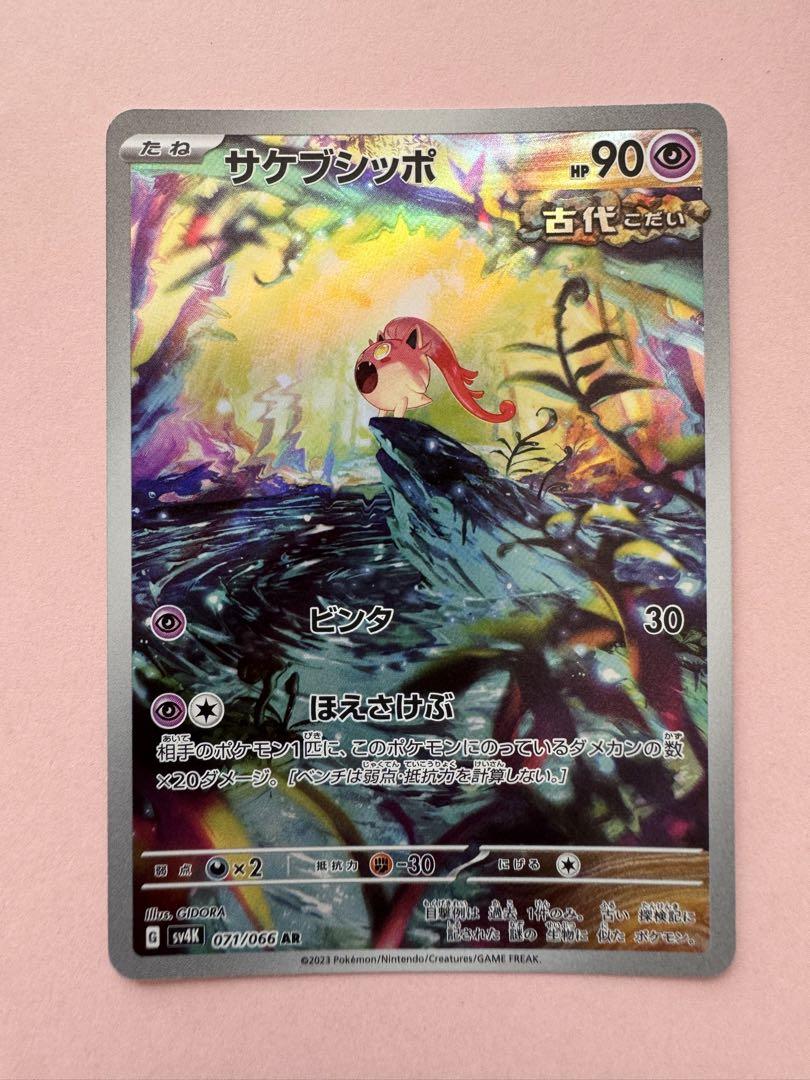 たね サケブシッポ HP90
古代 こだい
ビンタ 30
ほえさけぶ
相手のポケモン1匹に、このポケモンにのっているダメカンの数
×20ダメージ。[ベンチは弱点・抵抗力を計算しない。]
弱点 ×2 抵抗力 -30 にげる
Illus. GIDORA
G sv4K 071/066 AR
目撃例は 過去 1件のみ。古い 探検記に
記された 謎の 生物に 似た ポケモン。
©2023 Pokémon/Nintendo/Creatures/GAME FREAK.